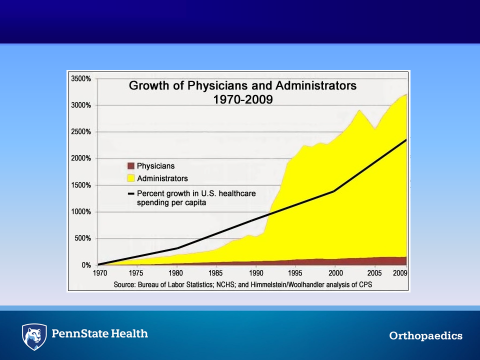 Growth of Physicians and Administrators
1970-2009
3500%
3000%
2500%
2000%
1500%
1000%
500%
0%
Physicians
Administrators
Percent growth in U.S. healthcare
spending per capita
1970 1975 1980 1985 1990 1995 2000 2005 2009
Source: Bureau of Labor Statistics; NCHS; and Himmelstein/Woolhandler analysis of CPS
PennState Health
Orthopaedics